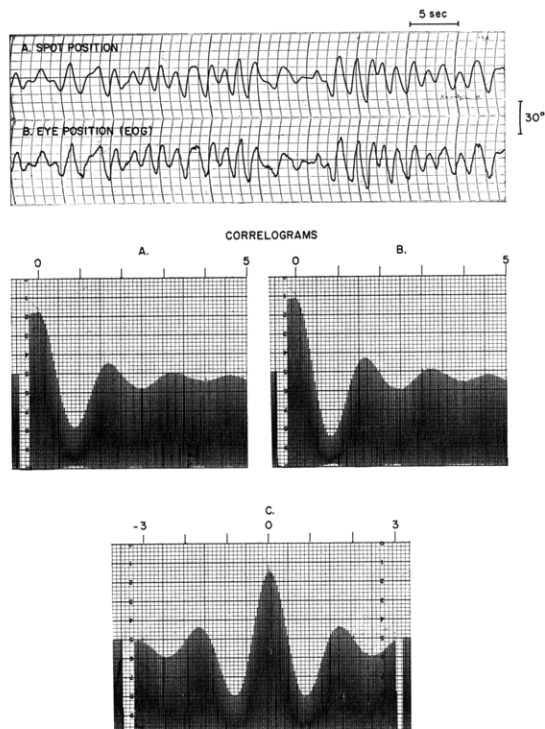 5 sec
A. SPOT POSITION
B. EYE POSITION (EOG)
30°
CORRELOGRAMS
A. B.
0 5 0 5
C.
-3 0 3